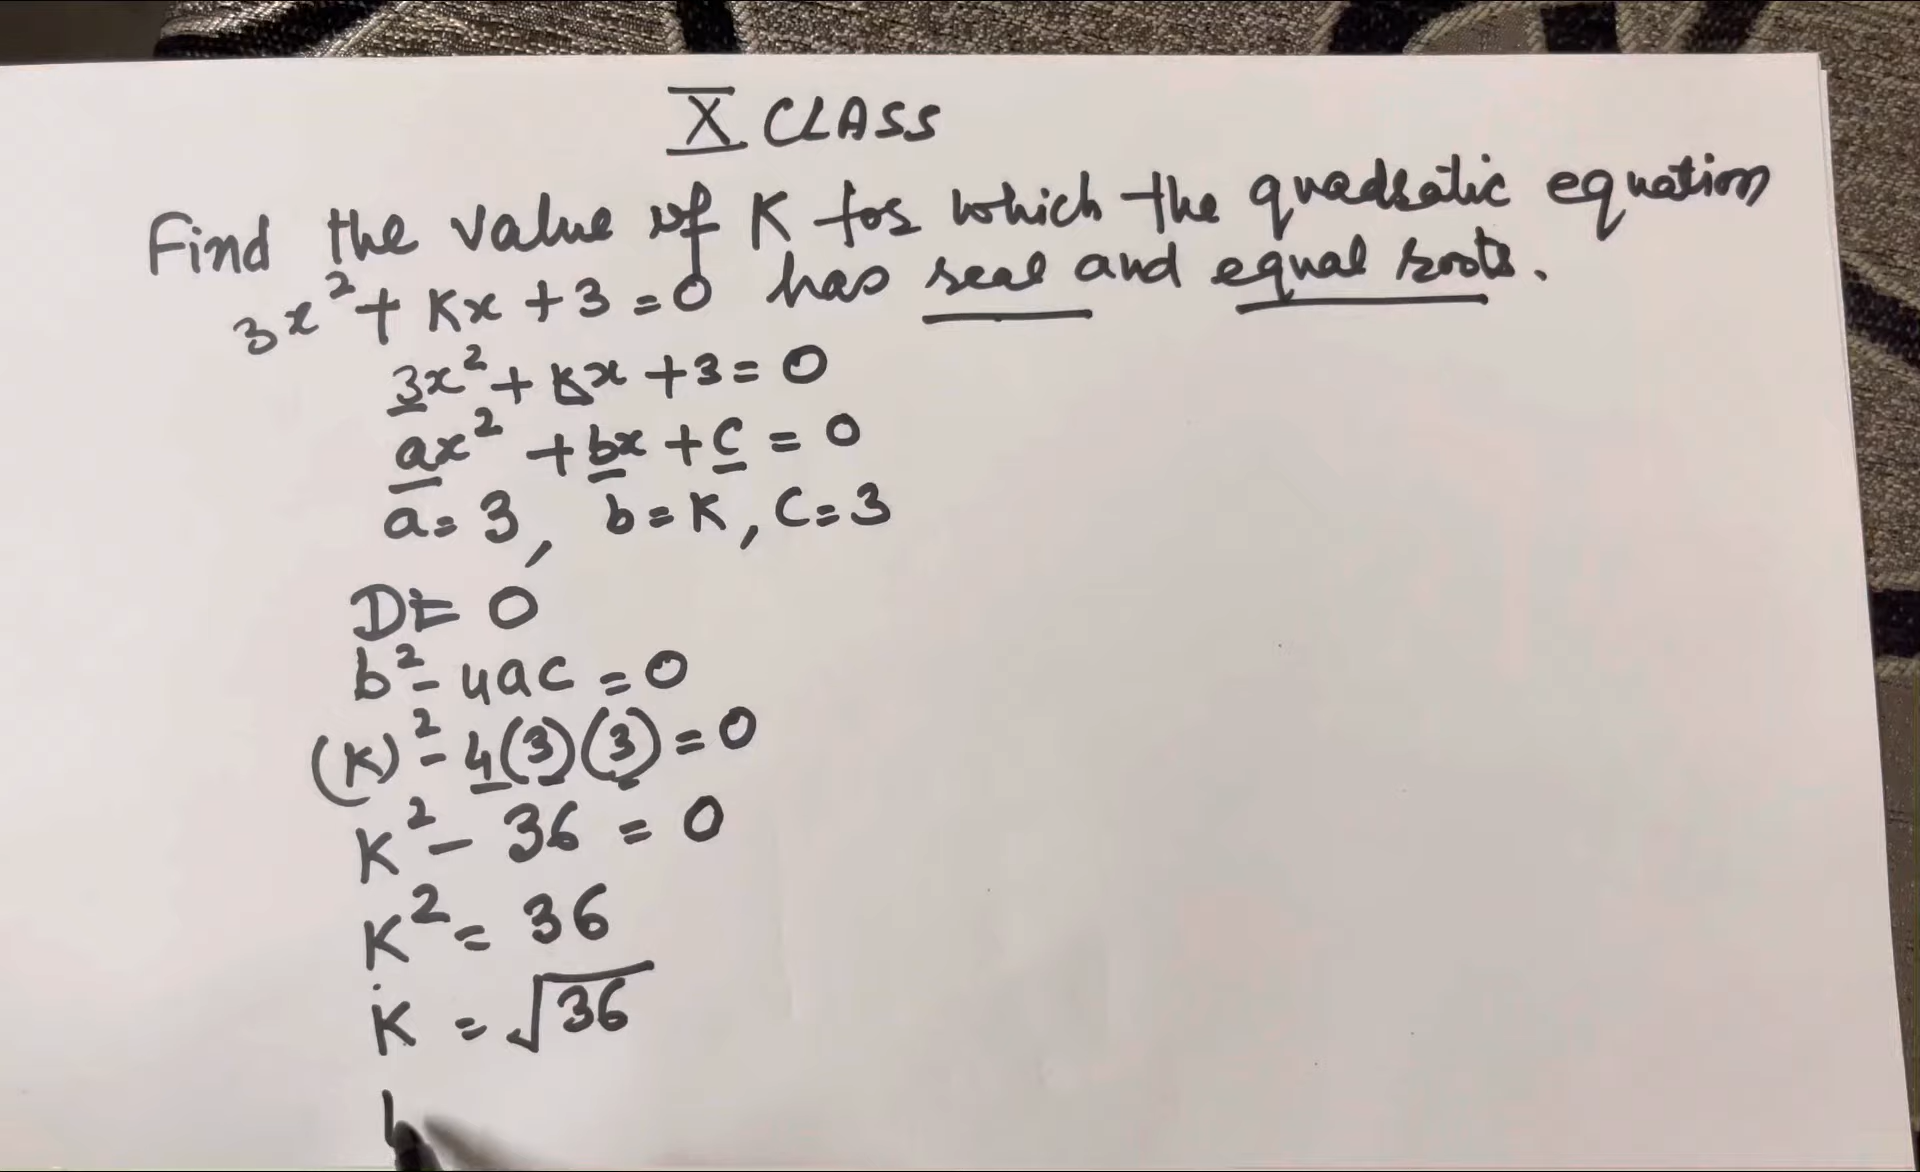 X CLASS
Find the value of K for which the quadratic equation
3x² + Kx + 3 = 0 has real and equal roots.
3x² + Kx + 3 = 0
ax² + bx + c = 0
a = 3, b = K, C = 3
D = 0
b² - 4ac = 0
(K)² - 4(3)(3) = 0
K² - 36 = 0
K² = 36
K = √36